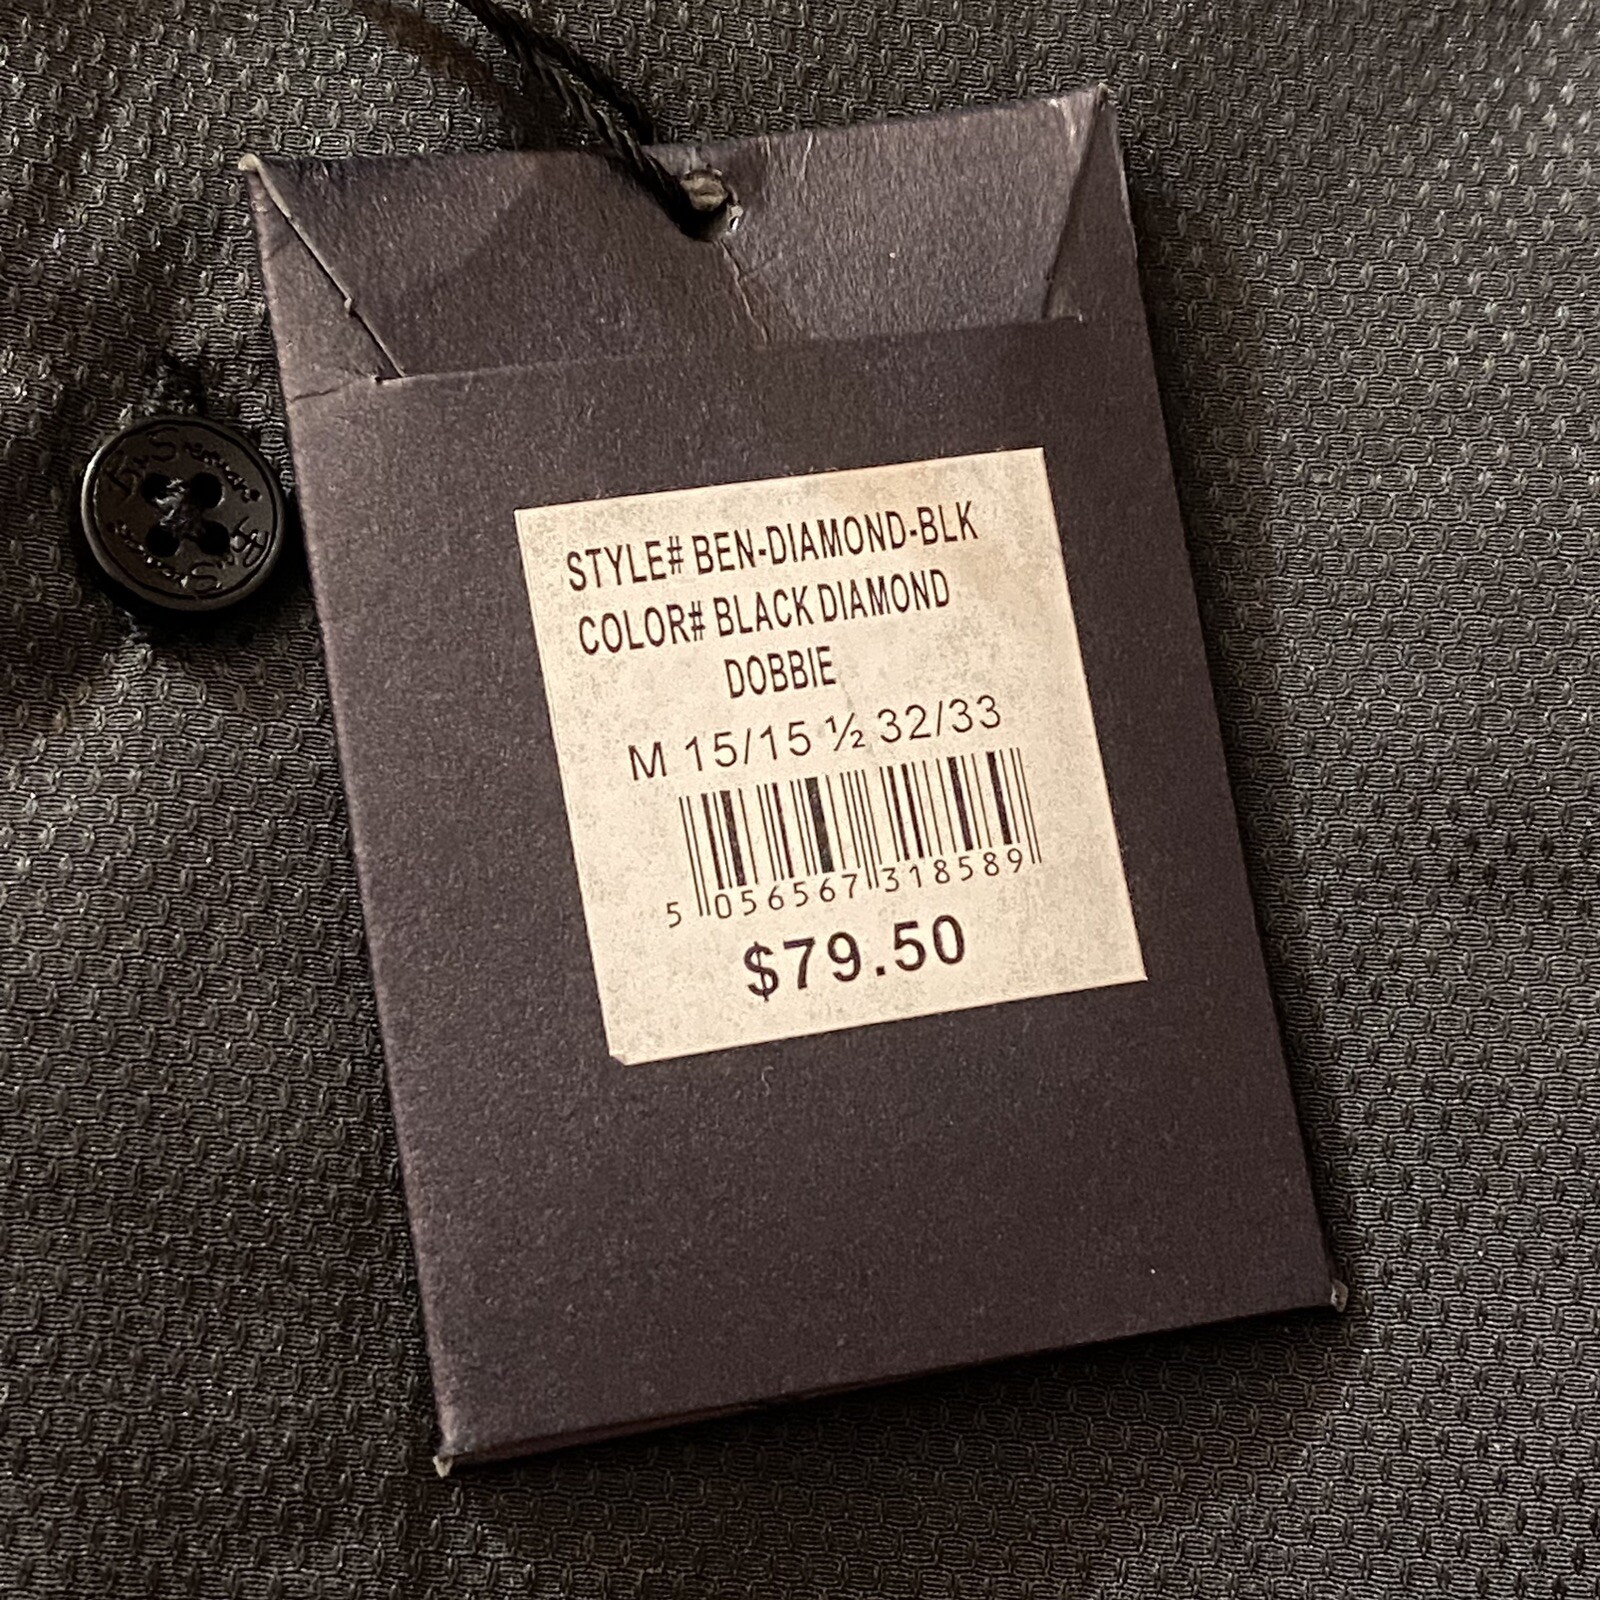 STYLE# BEN-DIAMOND-BLK
COLOR# BLACK DIAMOND
DOBBIE
M 15/15 ½ 32/33
5 056567 318589
$79.50